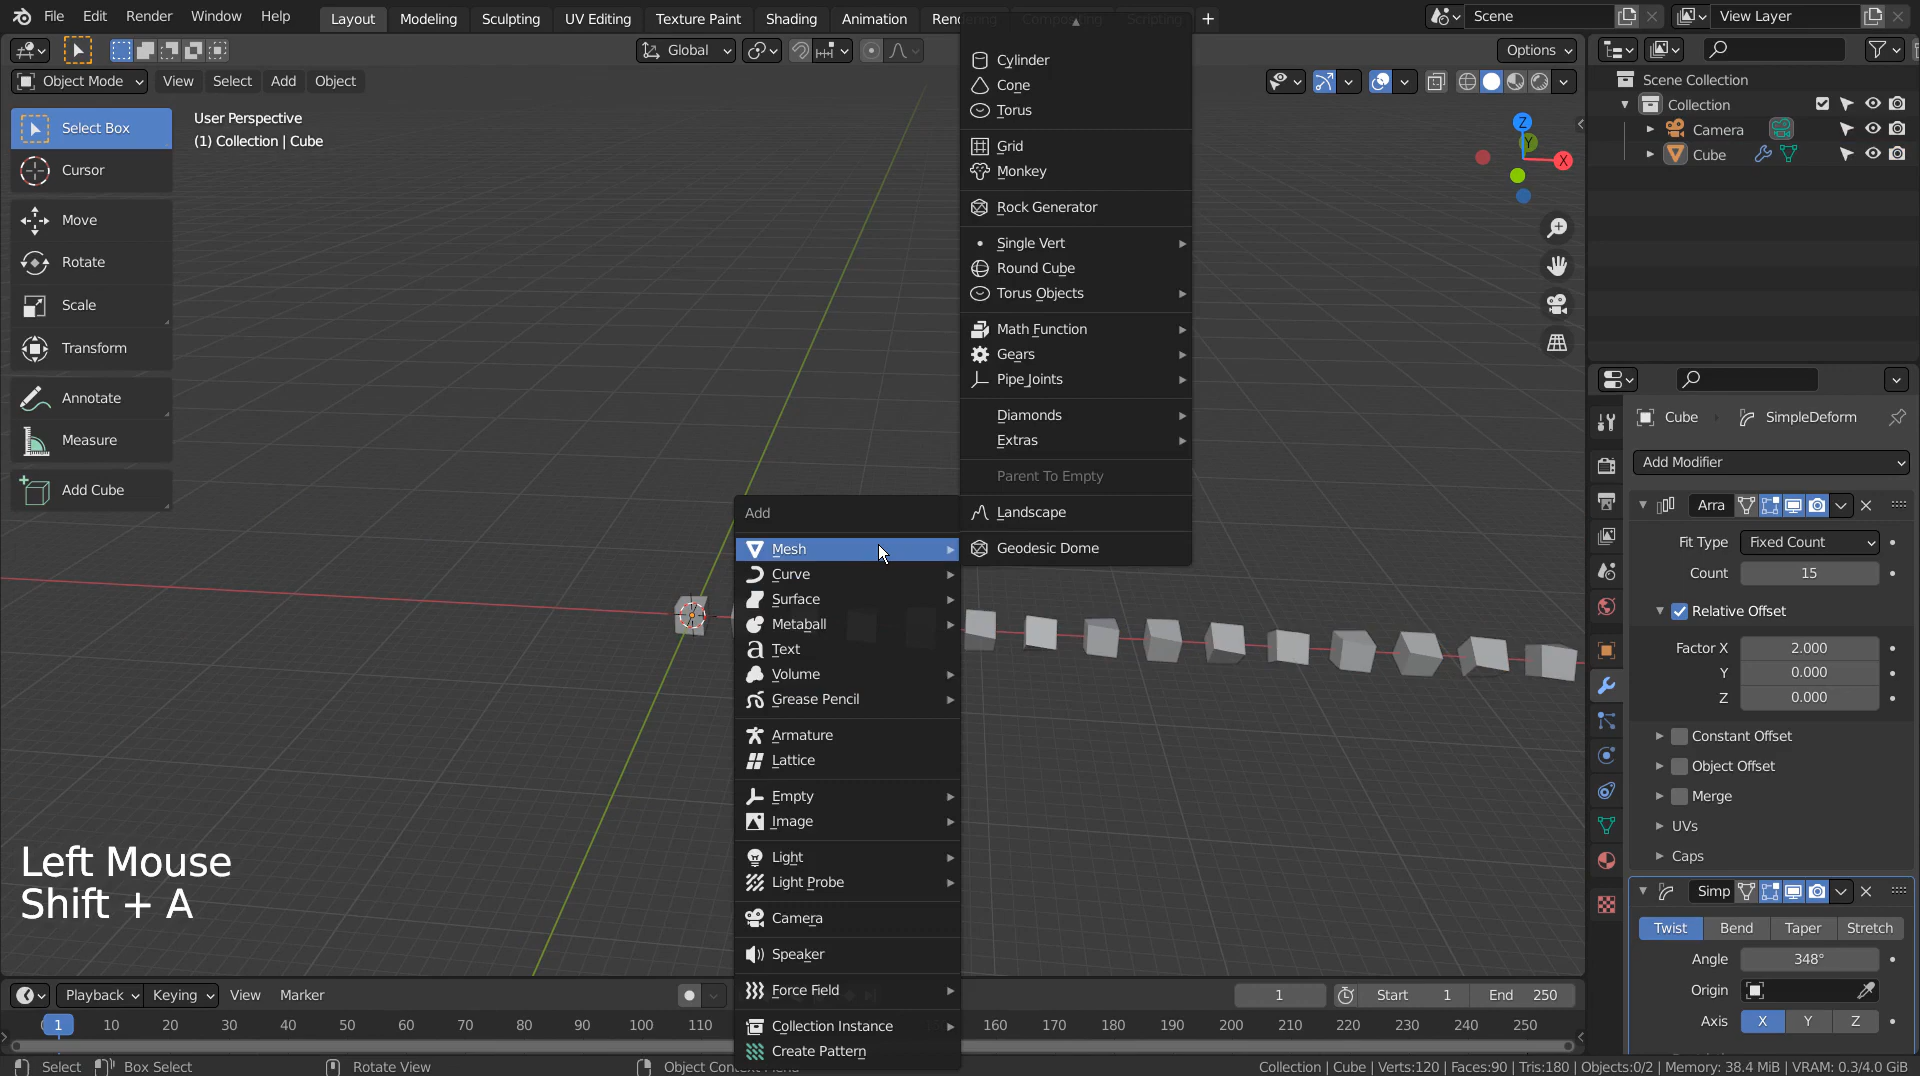 File Edit Render Window Help
Layout Modeling Sculpting UV Editing Texture Paint Shading Animation
Scene
View Layer
Global
Options
Object Mode View Select Add Object
Select Box
Cursor
Move
Rotate
Scale
Transform
Annotate
Measure
Add Cube
User Perspective
(1) Collection | Cube
Cylinder
Cone
Torus
Grid
Monkey
Rock Generator
Single Vert
Round Cube
Torus Objects
Math Function
Gears
Pipe Joints
Diamonds
Extras
Parent To Empty
Landscape
Geodesic Dome
Add
Mesh
Curve
Surface
Metaball
Text
Volume
Grease Pencil
Armature
Lattice
Empty
Image
Light
Light Probe
Camera
Speaker
Force Field
Collection Instance
Create Pattern
Z
Y
X
Left Mouse
Shift + A
Scene Collection
Collection
Camera
Cube
Cube SimpleDeform
Add Modifier
Arra
Fit Type Fixed Count
Count 15
Relative Offset
Factor X 2.000
Y 0.000
Z 0.000
Constant Offset
Object Offset
Merge
UVs
Caps
Simp
Twist Bend Taper Stretch
Angle 348°
Origin
Axis X Y Z
Playback Keying View Marker
1 Start 1 End 250
1 10 20 30 40 50 60 70 80 90 100 110 160 170 180 190 200 210 220 230 240 250
Select Box Select Rotate View Object Context
Collection | Cube | Verts:120 | Faces:90 | Tris:180 | Objects:0/2 | Memory: 38.4 MiB | VRAM: 0.3/4.0 GiB